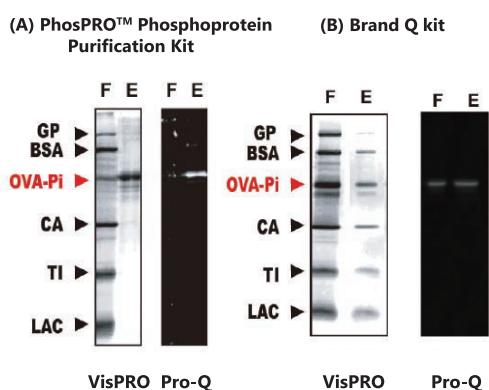 (A) PhosPRO™ Phosphoprotein
Purification Kit
F E F E
GP
BSA
OVA-Pi
CA
TI
LAC
VisPRO Pro-Q
(B) Brand Q kit
F E F E
GP
BSA
OVA-Pi
CA
TI
LAC
VisPRO Pro-Q